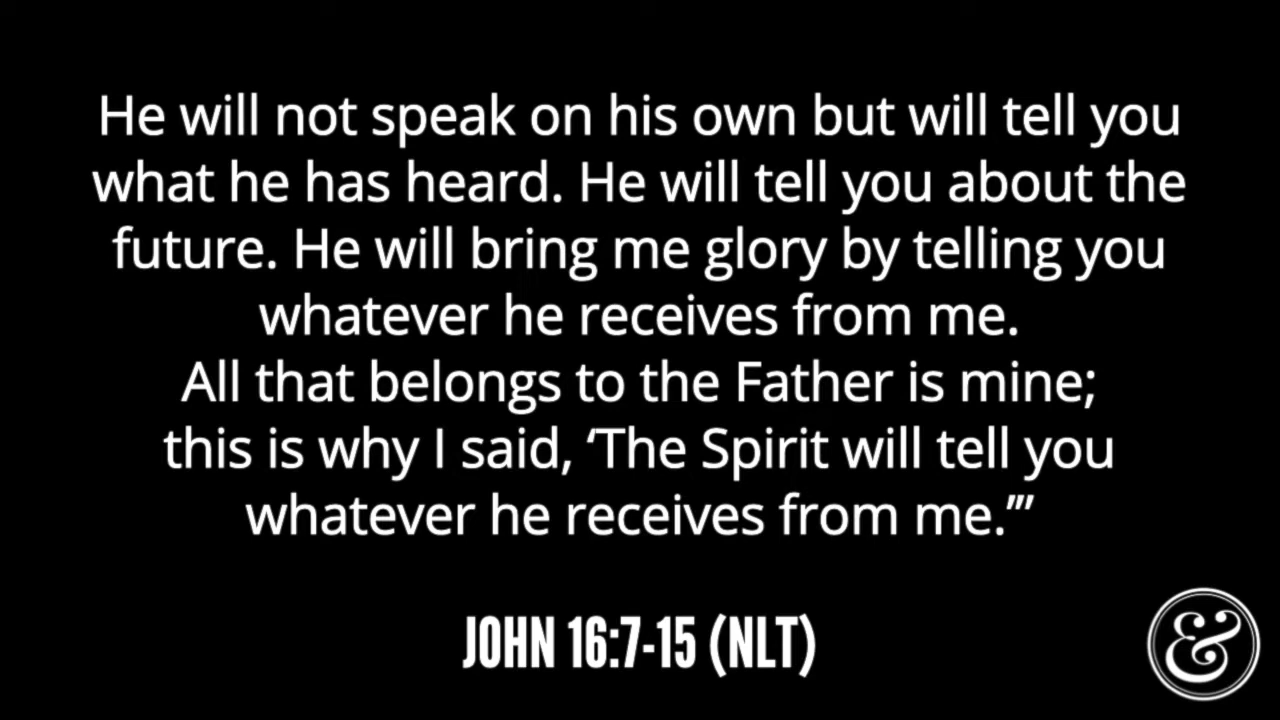 He will not speak on his own but will tell you
what he has heard. He will tell you about the
future. He will bring me glory by telling you
whatever he receives from me.
All that belongs to the Father is mine;
this is why I said, ‘The Spirit will tell you
whatever he receives from me.’”
JOHN 16:7-15 (NLT)
&